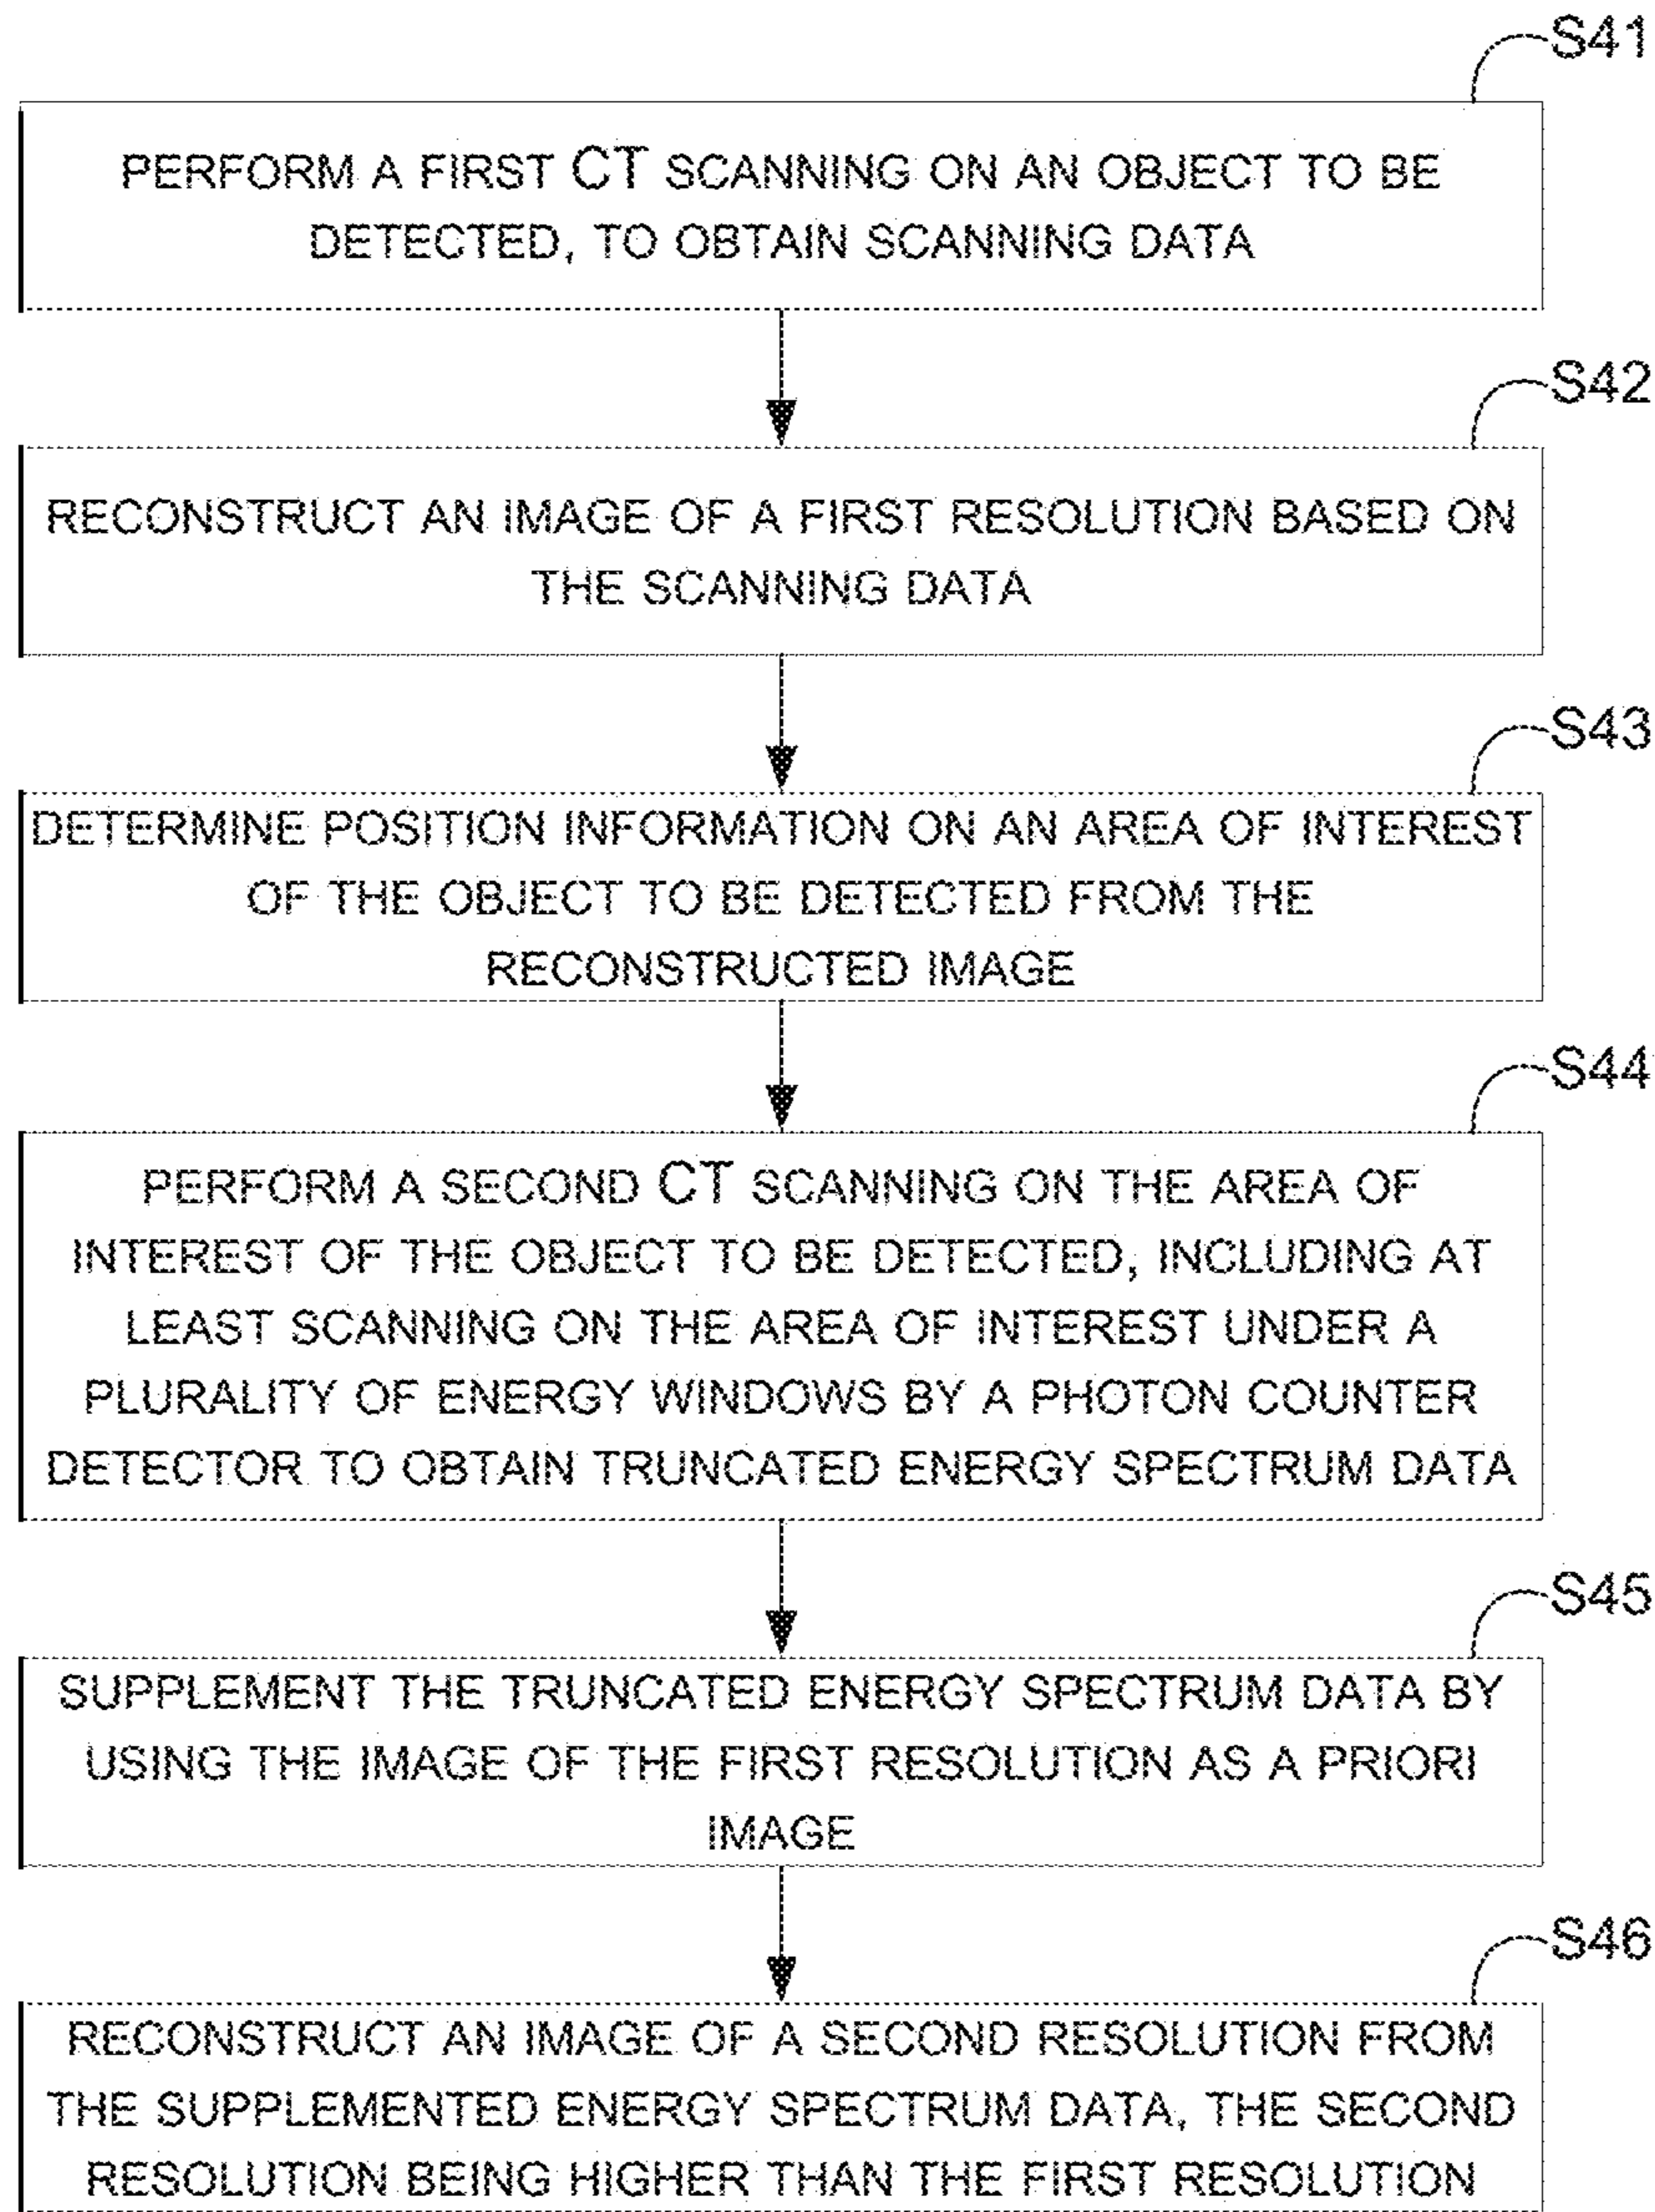 S41
PERFORM A FIRST CT SCANNING ON AN OBJECT TO BE
DETECTED, TO OBTAIN SCANNING DATA
S42
RECONSTRUCT AN IMAGE OF A FIRST RESOLUTION BASED ON
THE SCANNING DATA
S43
DETERMINE POSITION INFORMATION ON AN AREA OF INTEREST
OF THE OBJECT TO BE DETECTED FROM THE
RECONSTRUCTED IMAGE
S44
PERFORM A SECOND CT SCANNING ON THE AREA OF
INTEREST OF THE OBJECT TO BE DETECTED, INCLUDING AT
LEAST SCANNING ON THE AREA OF INTEREST UNDER A
PLURALITY OF ENERGY WINDOWS BY A PHOTON COUNTER
DETECTOR TO OBTAIN TRUNCATED ENERGY SPECTRUM DATA
S45
SUPPLEMENT THE TRUNCATED ENERGY SPECTRUM DATA BY
USING THE IMAGE OF THE FIRST RESOLUTION AS A PRIORI
IMAGE
S46
RECONSTRUCT AN IMAGE OF A SECOND RESOLUTION FROM
THE SUPPLEMENTED ENERGY SPECTRUM DATA, THE SECOND
RESOLUTION BEING HIGHER THAN THE FIRST RESOLUTION